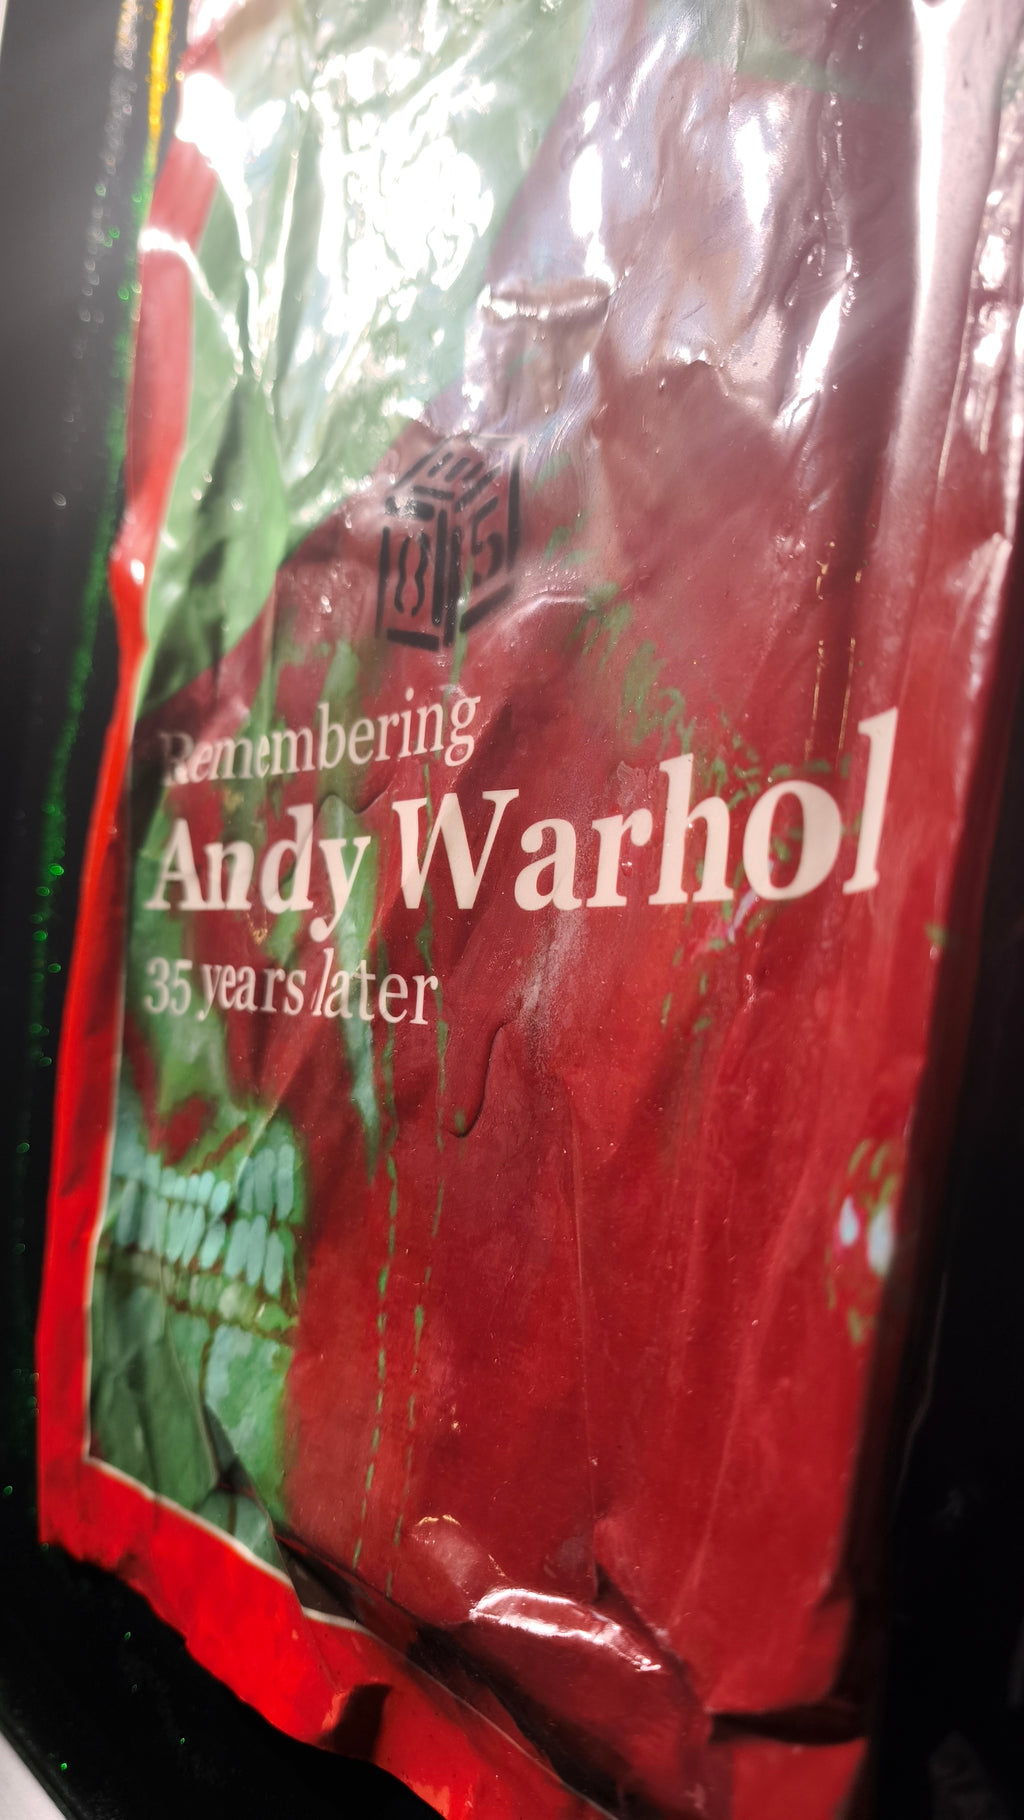 Remembering
Andy Warhol
35 years later